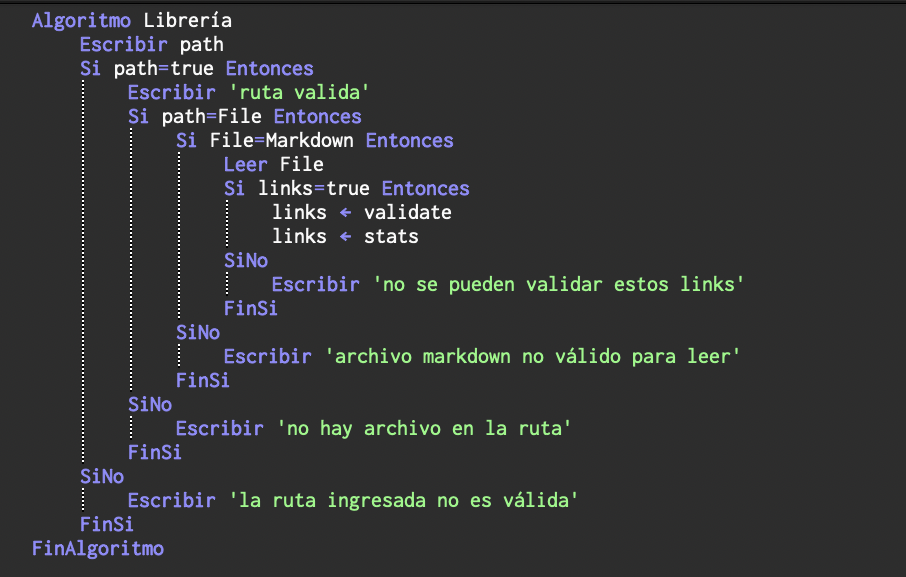 Algoritmo Librería
Escribir path
Si path=true Entonces
Escribir 'ruta valida'
Si path=File Entonces
Si File=Markdown Entonces
Leer File
Si links=true Entonces
links ← validate
links ← stats
SiNo
Escribir 'no se pueden validar estos links'
FinSi
SiNo
Escribir 'archivo markdown no válido para leer'
FinSi
SiNo
Escribir 'no hay archivo en la ruta'
FinSi
SiNo
Escribir 'la ruta ingresada no es válida'
FinSi
FinAlgoritmo